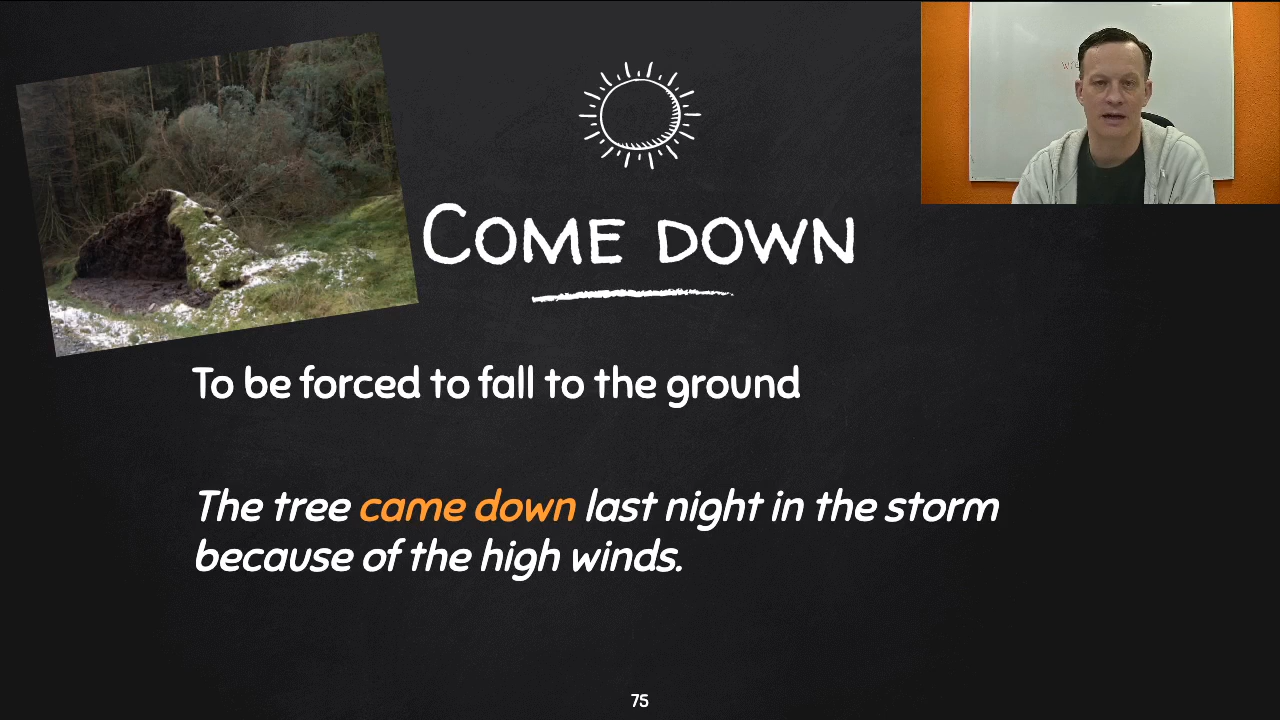 COME DOWN
To be forced to fall to the ground
The tree came down last night in the storm
because of the high winds.
75